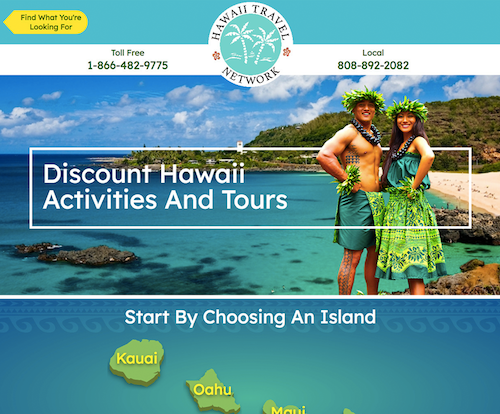 Find What You're
Looking For
HAWAII TRAVEL
NETWORK
Toll Free
1-866-482-9775
Local
808-892-2082
Discount Hawaii
Activities And Tours
Start By Choosing An Island
Kauai
Oahu
Maui